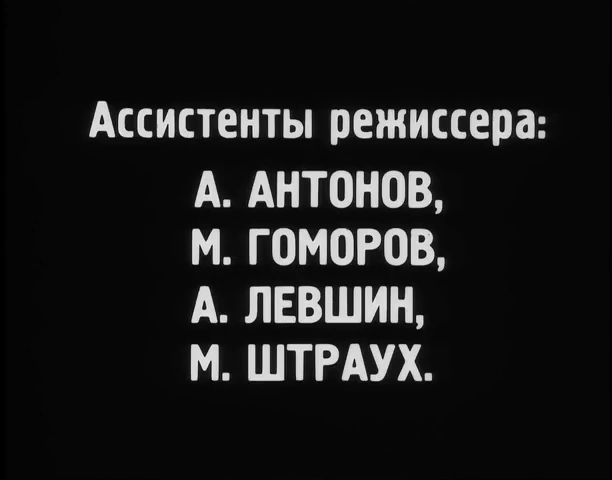 Ассистенты режиссера:
А. АНТОНОВ,
М. ГОМОРОВ,
А. ЛЕВШИН,
М. ШТРАУХ.